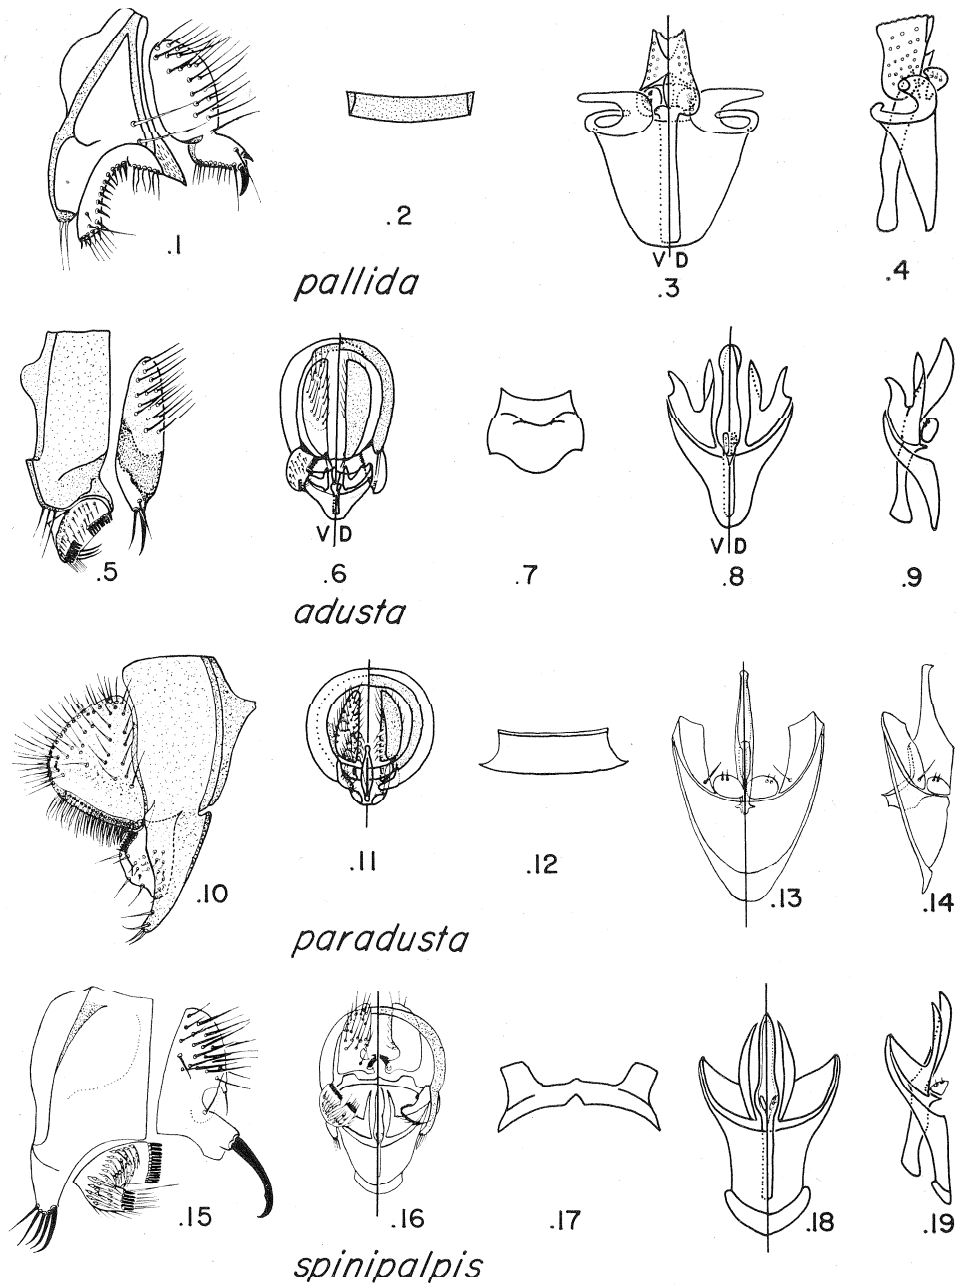 .1
.2
V D
.3
.4
pallida
.5
V D
.6
.7
V D
.8
.9
adusta
.10
.11
.12
.13
.14
paradusta
.15
.16
.17
.18
.19
spinipalpis